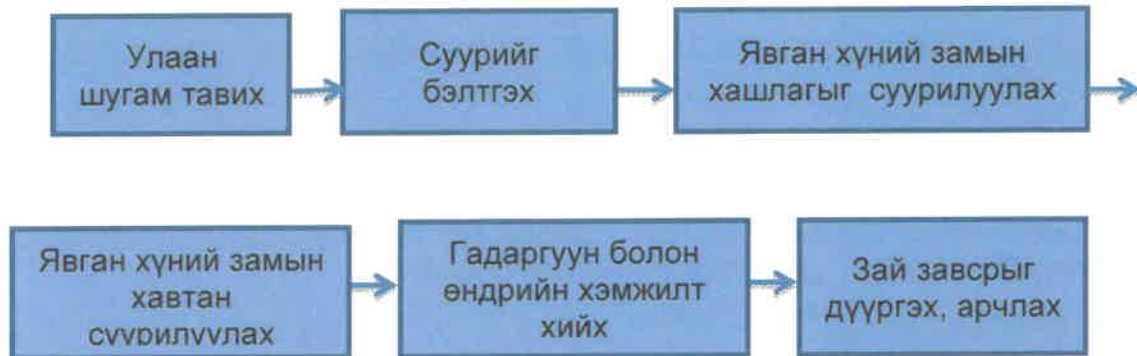 Улаан
шугам тавих
Суурийг
бэлтгэх
Явган хүний замын
хашлагыг суурилуулах
Явган хүний замын
хавтан
суурилуулах
Гадаргуун болон
өндрийн хэмжилт
хийх
Зай завсрыг
дүүргэх, арчлах